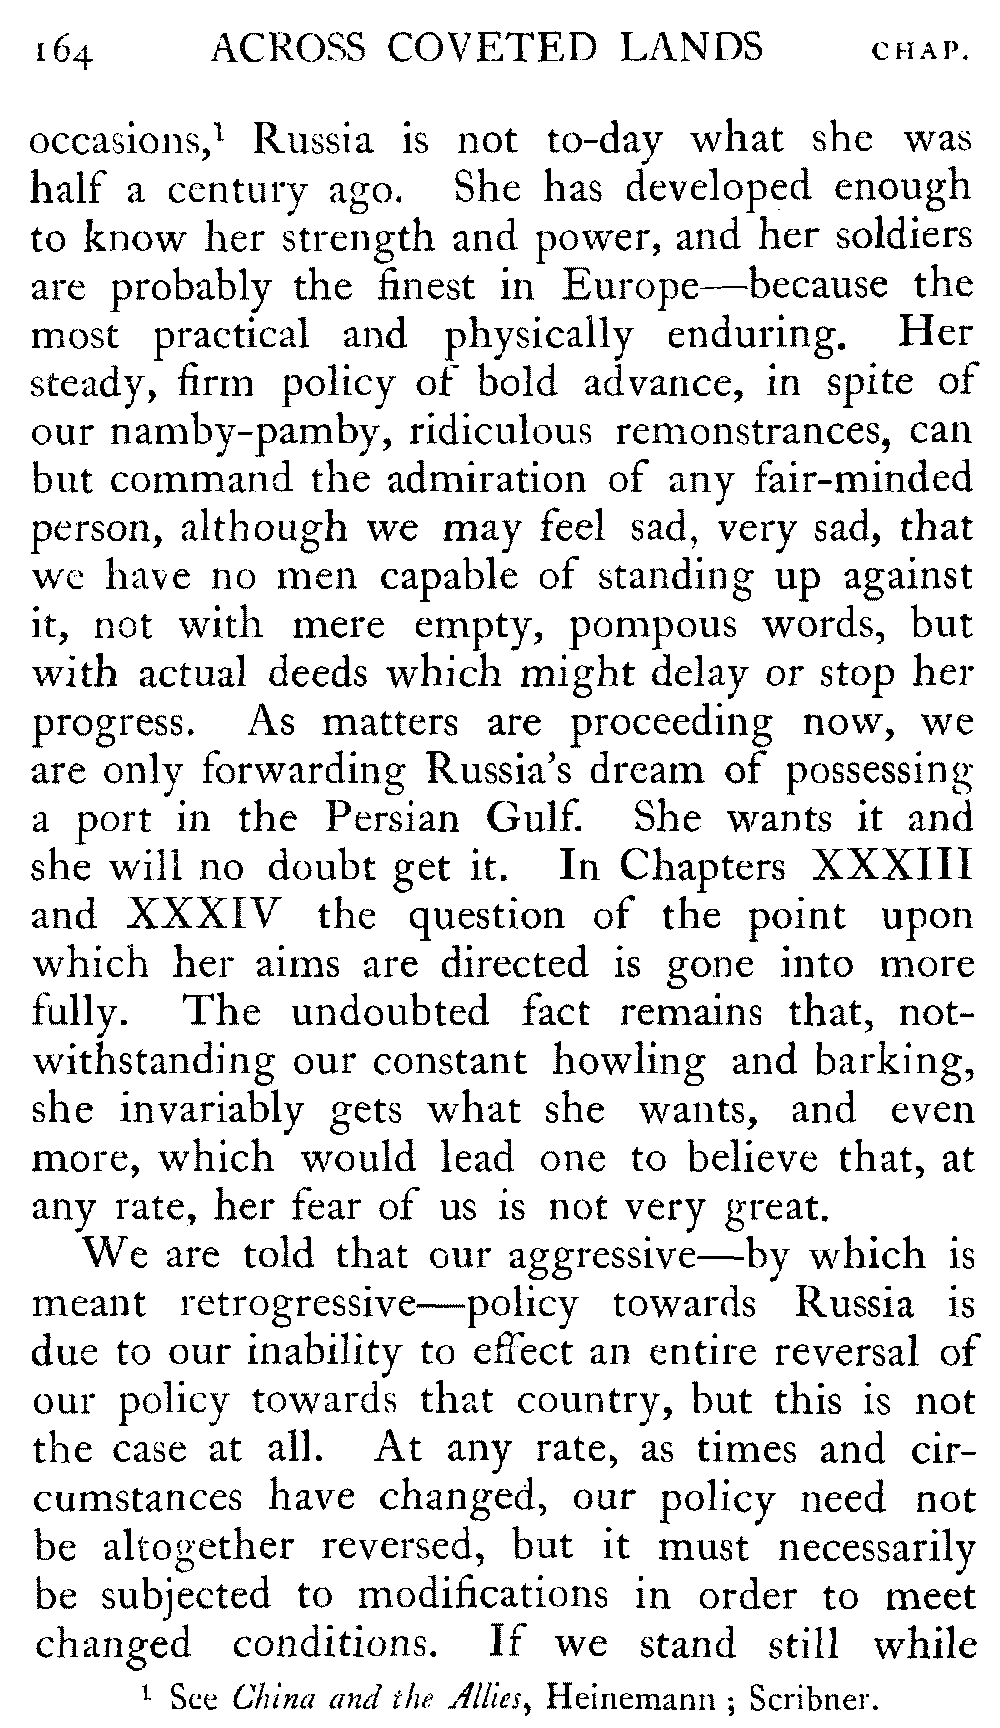 164 ACROSS COVETED LANDS CHAP.
occasions,¹ Russia is not to-day what she was
half a century ago. She has developed enough
to know her strength and power, and her soldiers
are probably the finest in Europe—because the
most practical and physically enduring. Her
steady, firm policy of bold advance, in spite of
our namby-pamby, ridiculous remonstrances, can
but command the admiration of any fair-minded
person, although we may feel sad, very sad, that
we have no men capable of standing up against
it, not with mere empty, pompous words, but
with actual deeds which might delay or stop her
progress. As matters are proceeding now, we
are only forwarding Russia's dream of possessing
a port in the Persian Gulf. She wants it and
she will no doubt get it. In Chapters XXXIII
and XXXIV the question of the point upon
which her aims are directed is gone into more
fully. The undoubted fact remains that, not-
withstanding our constant howling and barking,
she invariably gets what she wants, and even
more, which would lead one to believe that, at
any rate, her fear of us is not very great.
We are told that our aggressive—by which is
meant retrogressive—policy towards Russia is
due to our inability to effect an entire reversal of
our policy towards that country, but this is not
the case at all. At any rate, as times and cir-
cumstances have changed, our policy need not
be altogether reversed, but it must necessarily
be subjected to modifications in order to meet
changed conditions. If we stand still while
¹ See China and the Allies, Heinemann ; Scribner.